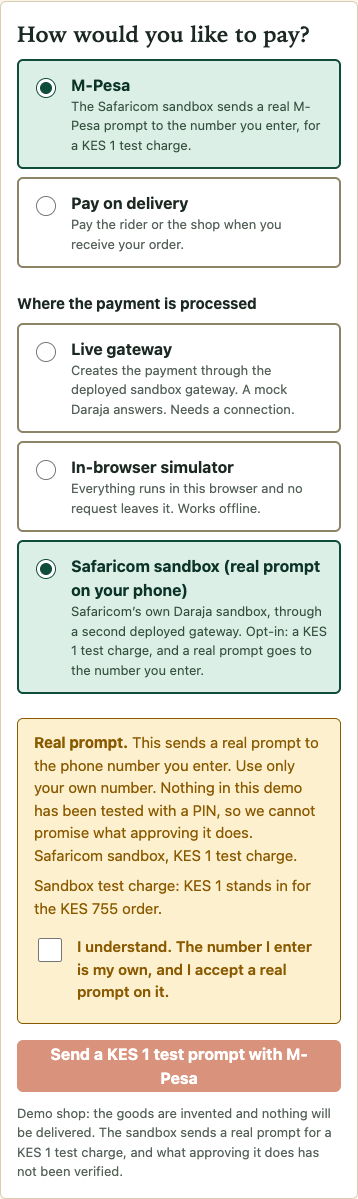 How would you like to pay?
M-Pesa
The Safaricom sandbox sends a real M-
Pesa prompt to the number you enter, for
a KES 1 test charge.
Pay on delivery
Pay the rider or the shop when you
receive your order.
Where the payment is processed
Live gateway
Creates the payment through the
deployed sandbox gateway. A mock
Daraja answers. Needs a connection.
In-browser simulator
Everything runs in this browser and no
request leaves it. Works offline.
Safaricom sandbox (real prompt
on your phone)
Safaricom’s own Daraja sandbox, through
a second deployed gateway. Opt-in: a KES
1 test charge, and a real prompt goes to
the number you enter.
Real prompt. This sends a real prompt to
the phone number you enter. Use only
your own number. Nothing in this demo
has been tested with a PIN, so we cannot
promise what approving it does.
Safaricom sandbox, KES 1 test charge.
Sandbox test charge: KES 1 stands in for
the KES 755 order.
I understand. The number I enter
is my own, and I accept a real
prompt on it.
Send a KES 1 test prompt with M-
Pesa
Demo shop: the goods are invented and nothing will
be delivered. The sandbox sends a real prompt for a
KES 1 test charge, and what approving it does has
not been verified.